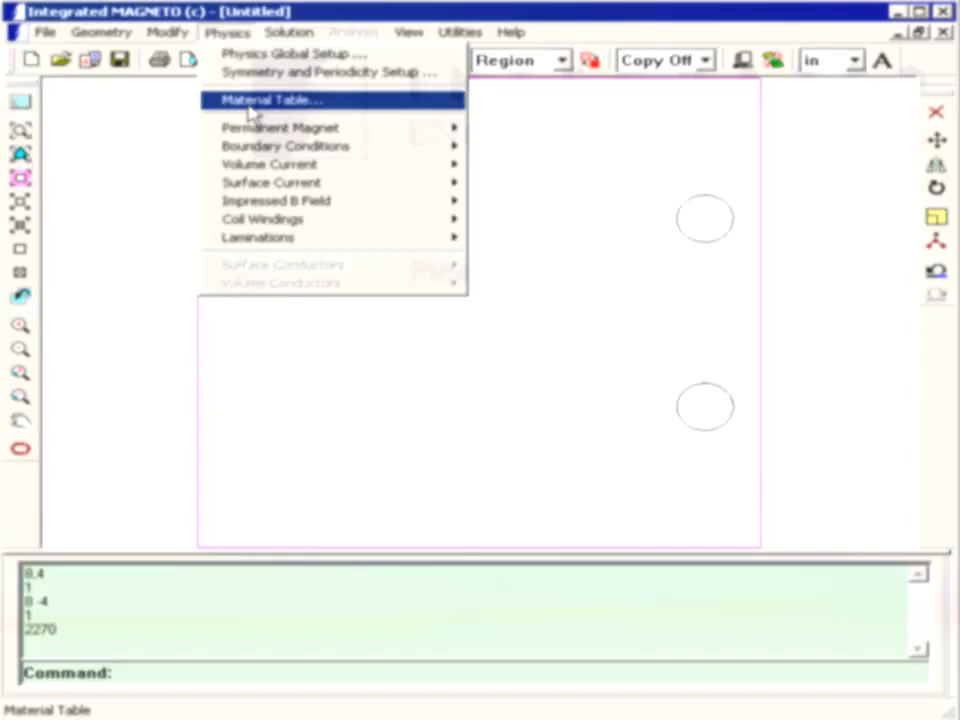 Integrated MAGNETO (c) - [Untitled]
File Geometry Modify Physics Solution Analysis View Utilities Help
Region Copy Off in A
Physics Global Setup ...
Symmetry and Periodicity Setup ...
Material Table...
Permanent Magnet
Boundary Conditions
Volume Current
Surface Current
Impressed B Field
Coil Windings
Laminations
Surface Conductors
Volume Conductors
8,4
1
8 -4
1
2270
Command:
Material Table